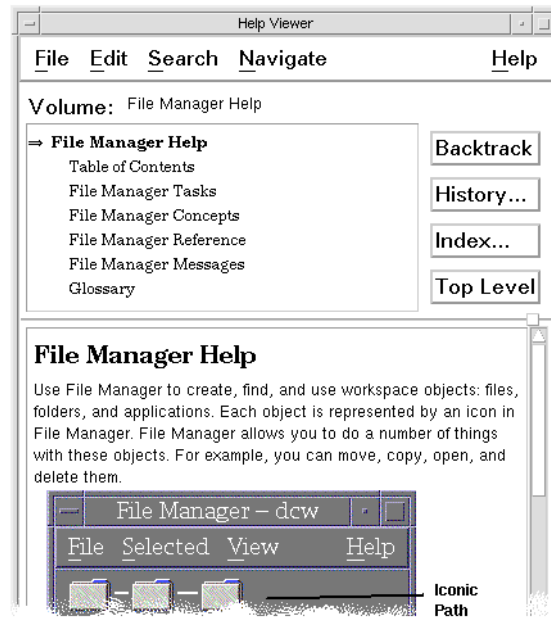 Help Viewer
File Edit Search Navigate Help
Volume: File Manager Help
⇒ File Manager Help
Table of Contents
File Manager Tasks
File Manager Concepts
File Manager Reference
File Manager Messages
Glossary
Backtrack
History...
Index...
Top Level
File Manager Help
Use File Manager to create, find, and use workspace objects: files,
folders, and applications. Each object is represented by an icon in
File Manager. File Manager allows you to do a number of things
with these objects. For example, you can move, copy, open, and
delete them.
File Manager – dcw
File Selected View Help
Iconic
Path